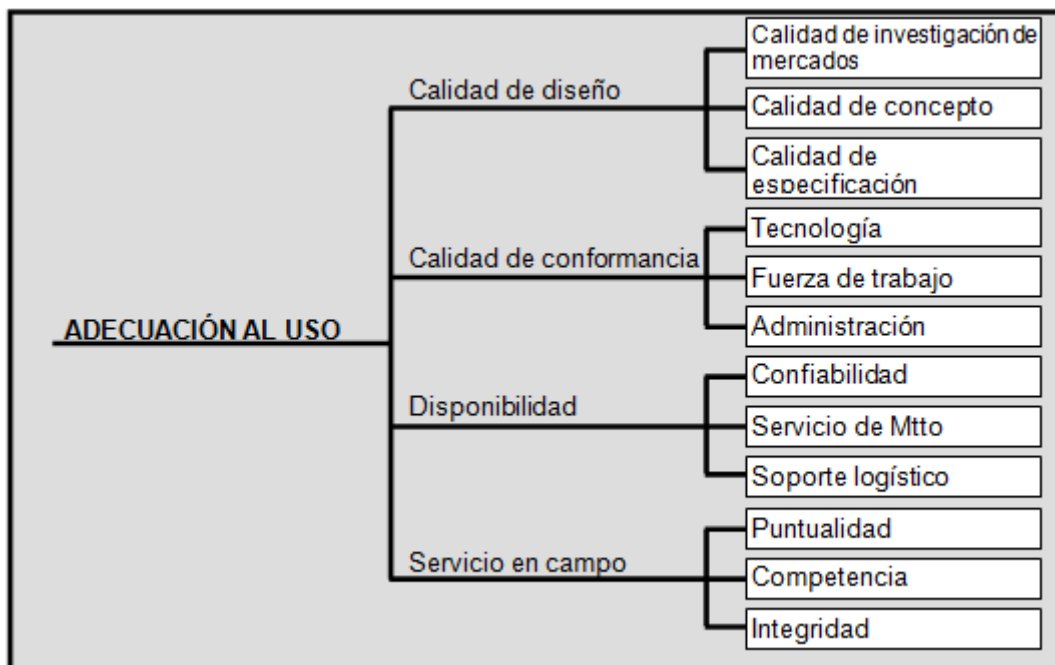 Calidad de investigación de
mercados
Calidad de diseño
Calidad de concepto
Calidad de
especificación
Tecnología
Calidad de conformancia
Fuerza de trabajo
Administración
ADECUACIÓN AL USO
Confiabilidad
Disponibilidad
Servicio de Mtto
Soporte logístico
Puntualidad
Servicio en campo
Competencia
Integridad